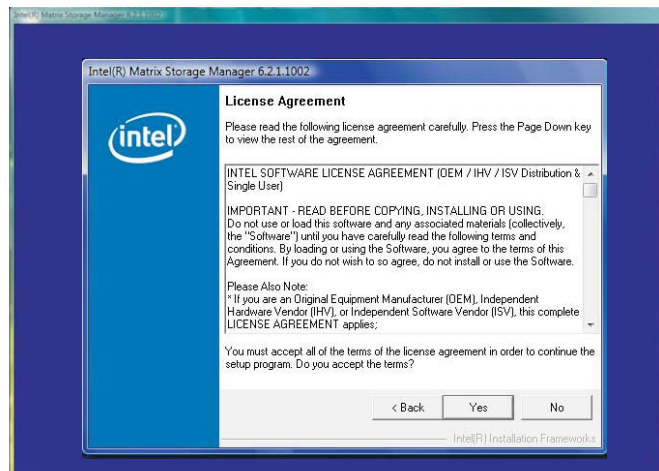 Intel(R) Matrix Storage Manager 6.2.1.1002
Intel(R) Matrix Storage Manager 6.2.1.1002
intel
License Agreement
Please read the following license agreement carefully. Press the Page Down key
to view the rest of the agreement.
INTEL SOFTWARE LICENSE AGREEMENT (OEM / IHV / ISV Distribution &
Single User)
IMPORTANT - READ BEFORE COPYING, INSTALLING OR USING.
Do not use or load this software and any associated materials (collectively,
the "Software") until you have carefully read the following terms and
conditions. By loading or using the Software, you agree to the terms of this
Agreement. If you do not wish to so agree, do not install or use the Software.
Please Also Note:
* If you are an Original Equipment Manufacturer (OEM), Independent
Hardware Vendor (IHV), or Independent Software Vendor (ISV), this complete
LICENSE AGREEMENT applies;
You must accept all of the terms of the license agreement in order to continue the
setup program. Do you accept the terms?
< Back Yes No
Intel(R) Installation Frameworks